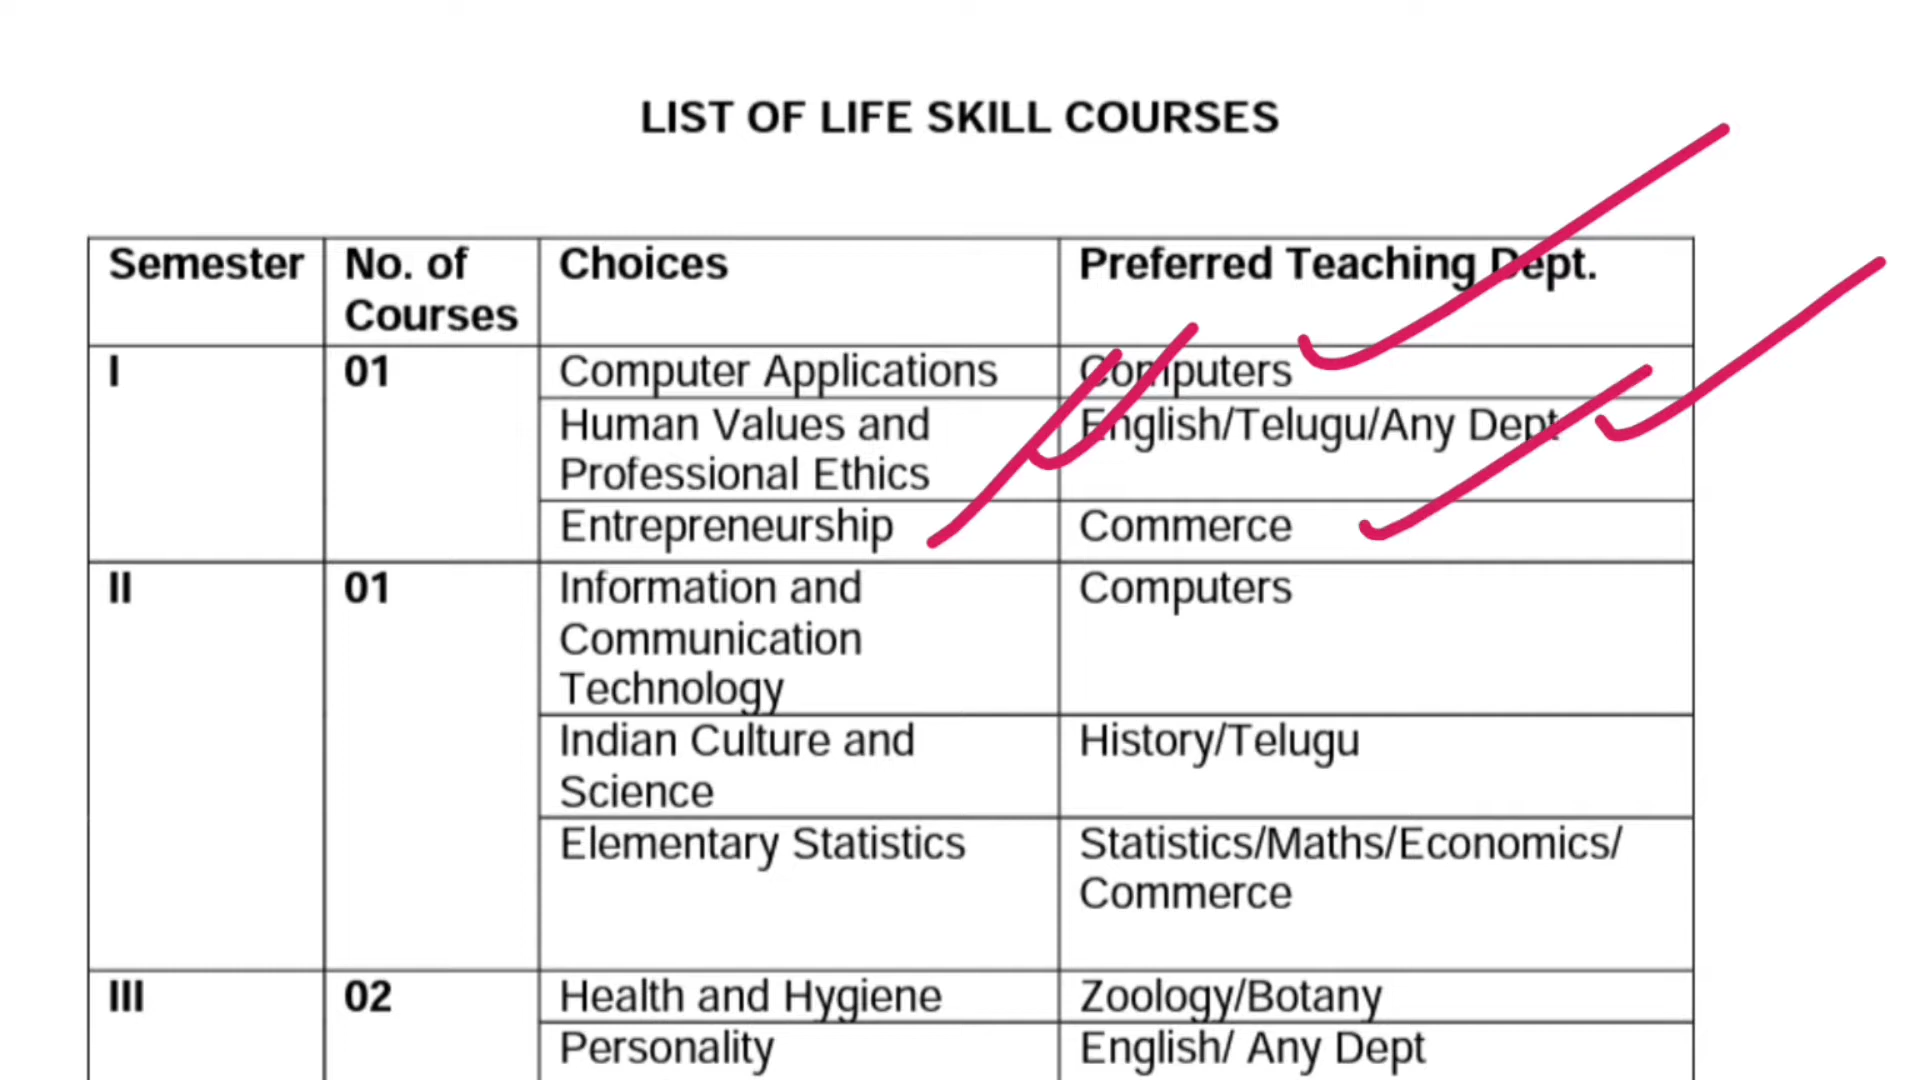 LIST OF LIFE SKILL COURSES
Semester No. of Courses Choices Preferred Teaching Dept.
I 01 Computer Applications Computers
Human Values and Professional Ethics English/Telugu/Any Dept
Entrepreneurship Commerce
II 01 Information and Communication Technology Computers
Indian Culture and Science History/Telugu
Elementary Statistics Statistics/Maths/Economics/ Commerce
III 02 Health and Hygiene Zoology/Botany
Personality English/ Any Dept